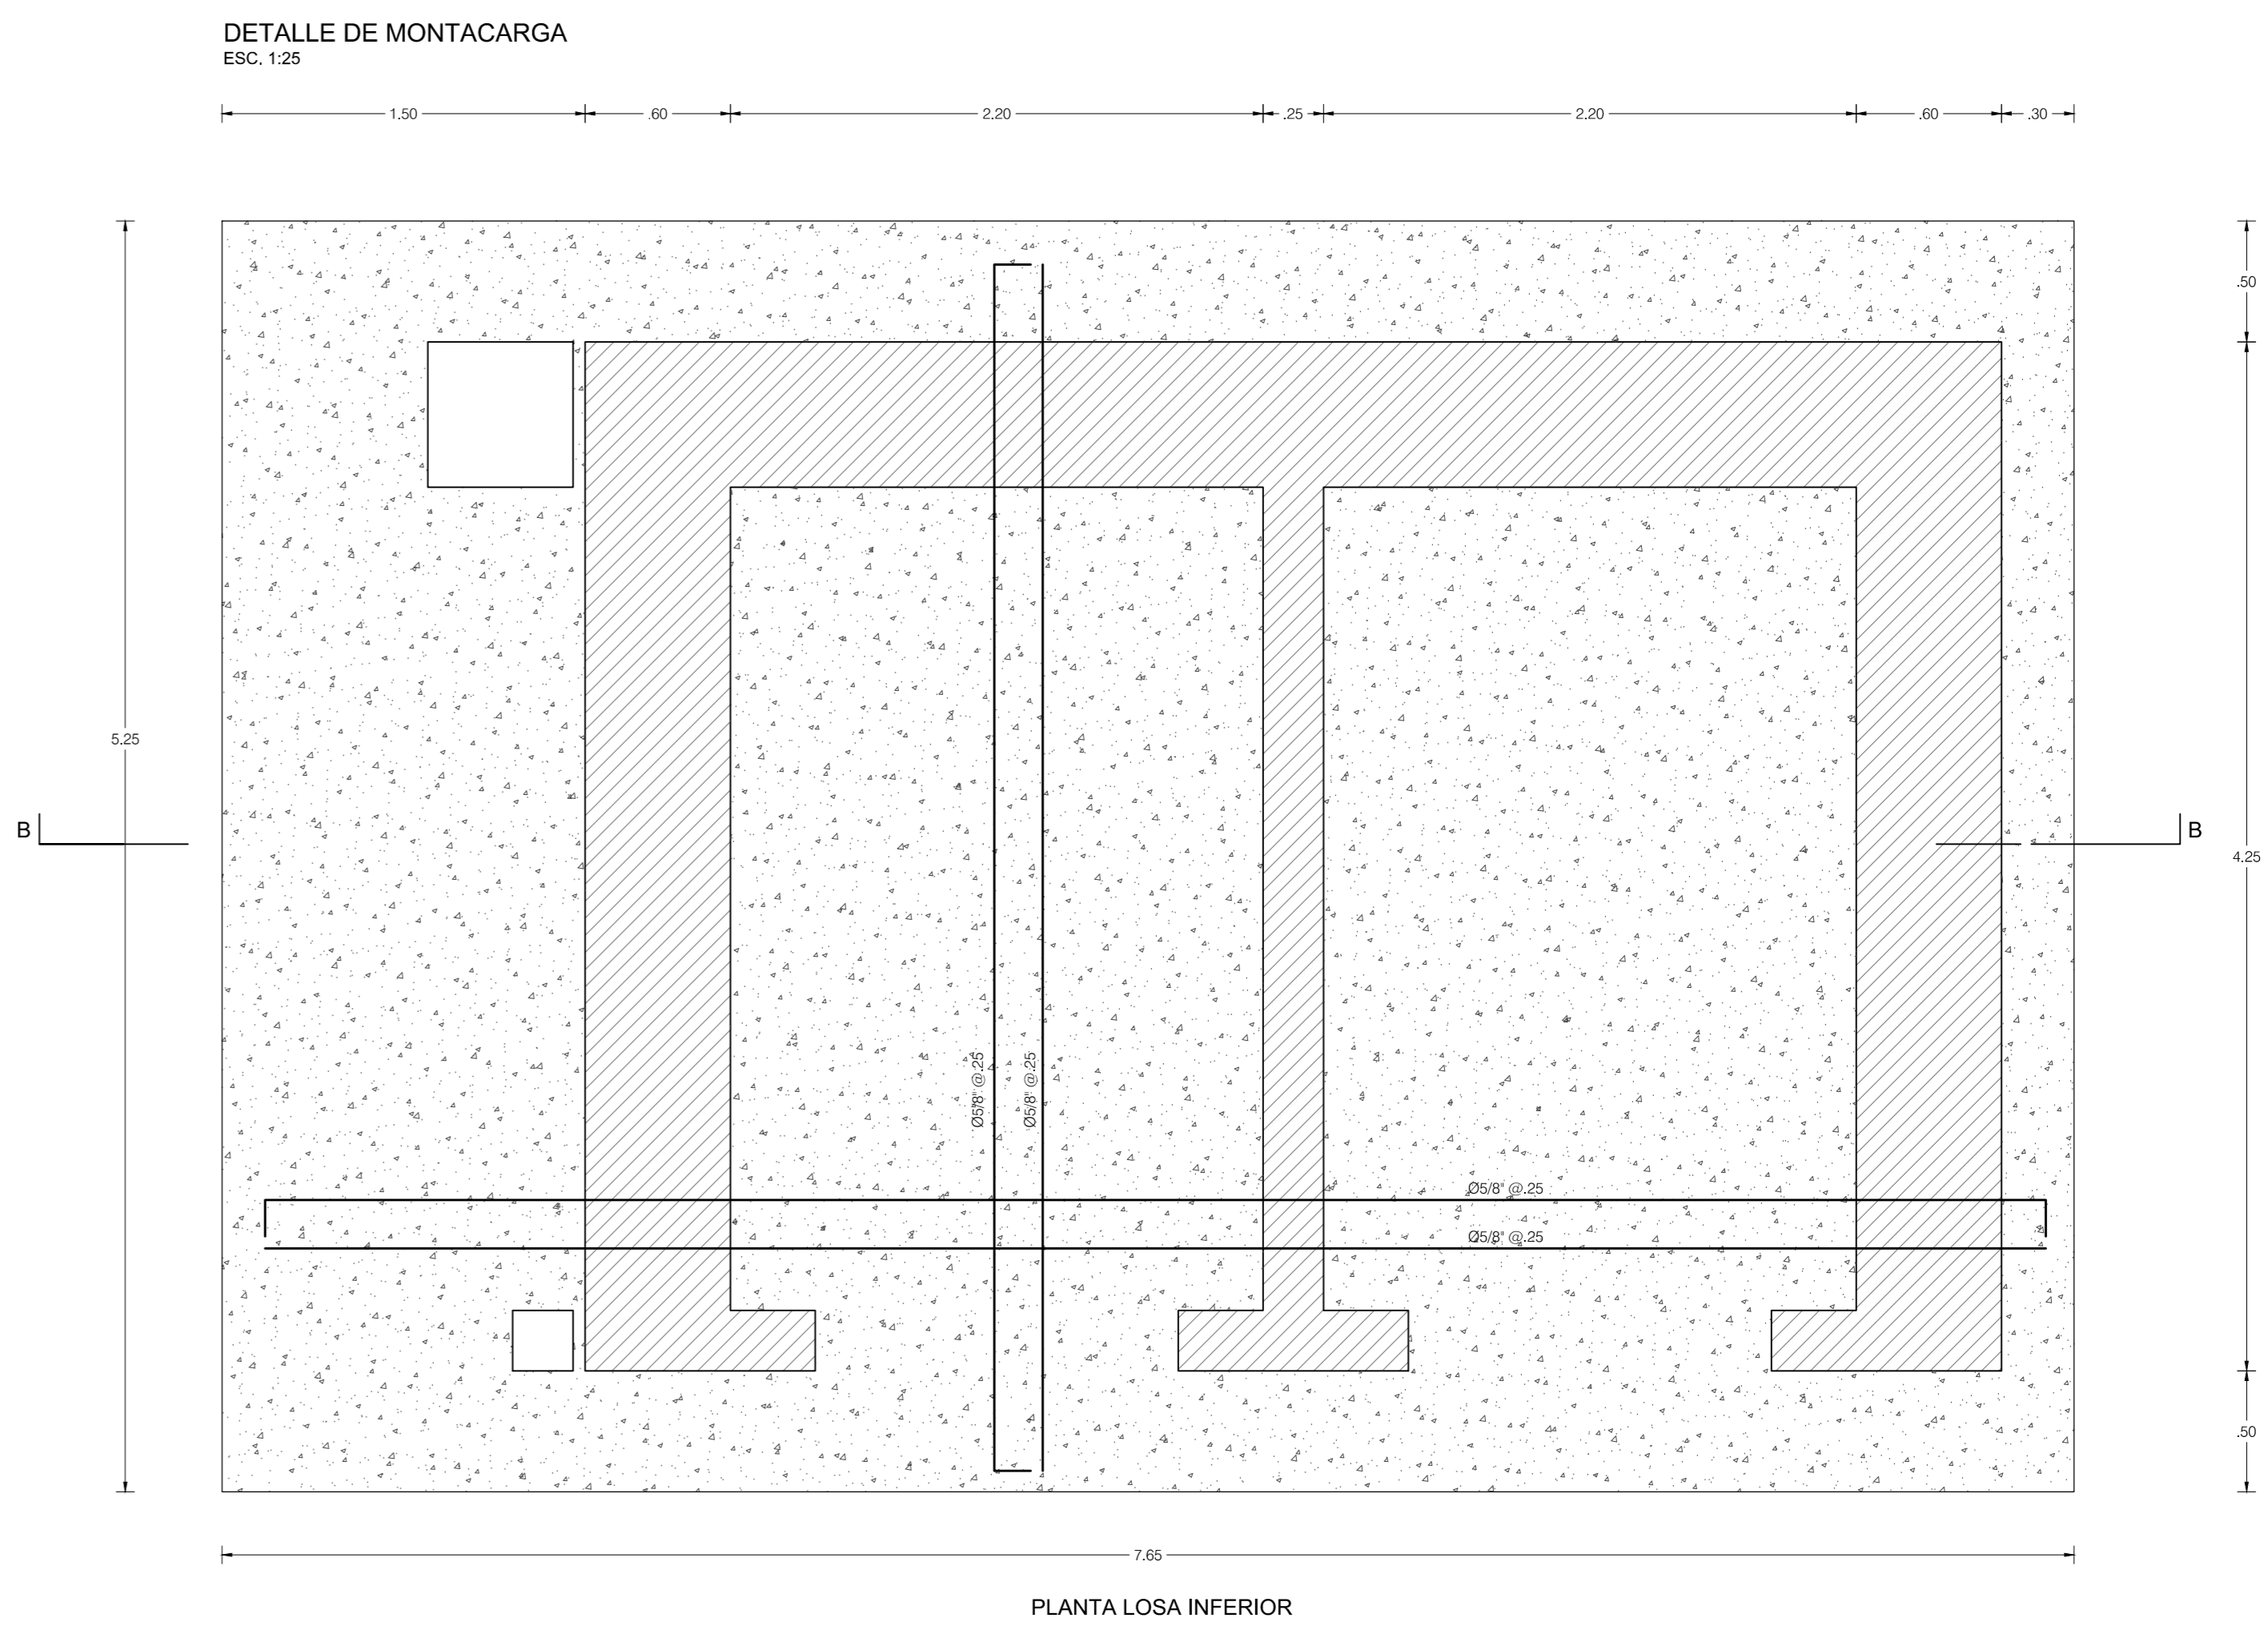 DETALLE DE MONTACARGA
ESC. 1:25
1.50 .60 2.20 .25 2.20 .60 .30
.50
5.25
B B
4.25
Ø5/8" @.25
Ø5/8" @.25
Ø5/8" @.25
Ø5/8" @.25
.50
7.65
PLANTA LOSA INFERIOR